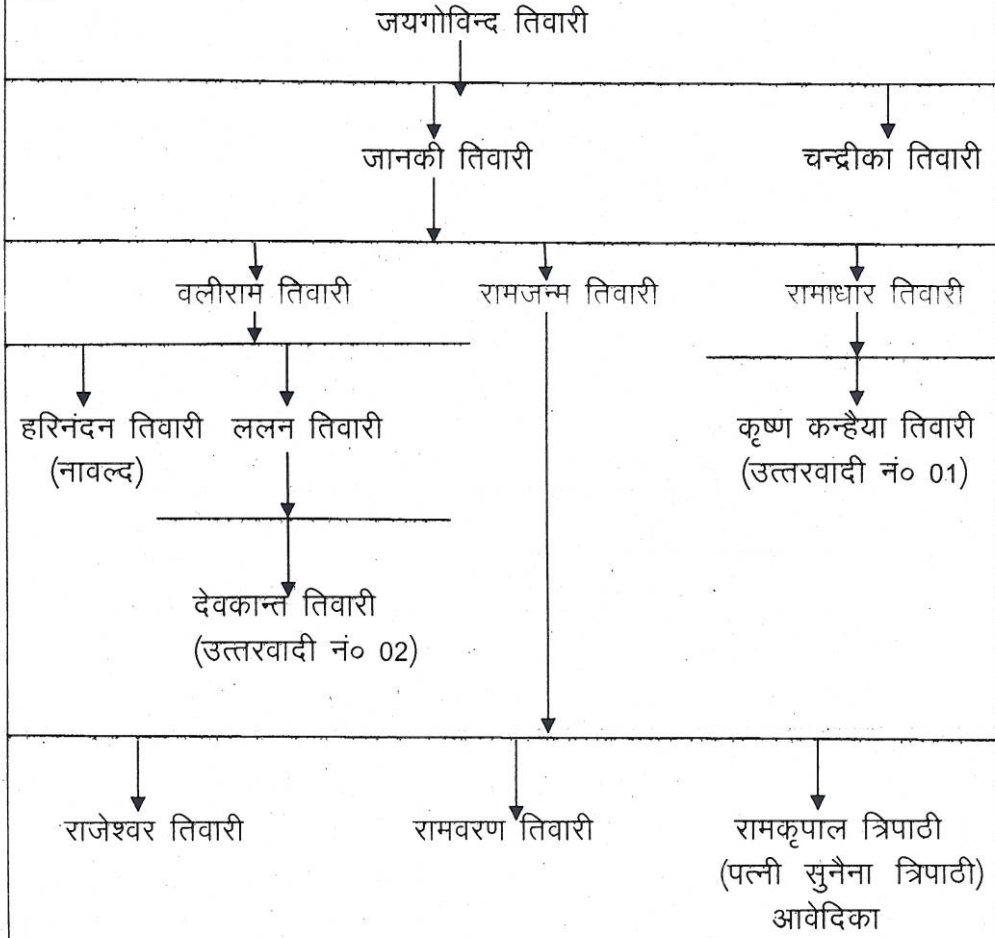 जयगोविन्द तिवारी
जानकी तिवारी चन्द्रीका तिवारी
वलीराम तिवारी रामजन्म तिवारी रामाधार तिवारी
हरिनंदन तिवारी ललन तिवारी कृष्ण कन्हैया तिवारी
(नावल्द) (उत्तरवादी नं० 01)
देवकान्त तिवारी
(उत्तरवादी नं० 02)
राजेश्वर तिवारी रामवरण तिवारी रामकृपाल त्रिपाठी
(पत्नी सुनैना त्रिपाठी)
आवेदिका